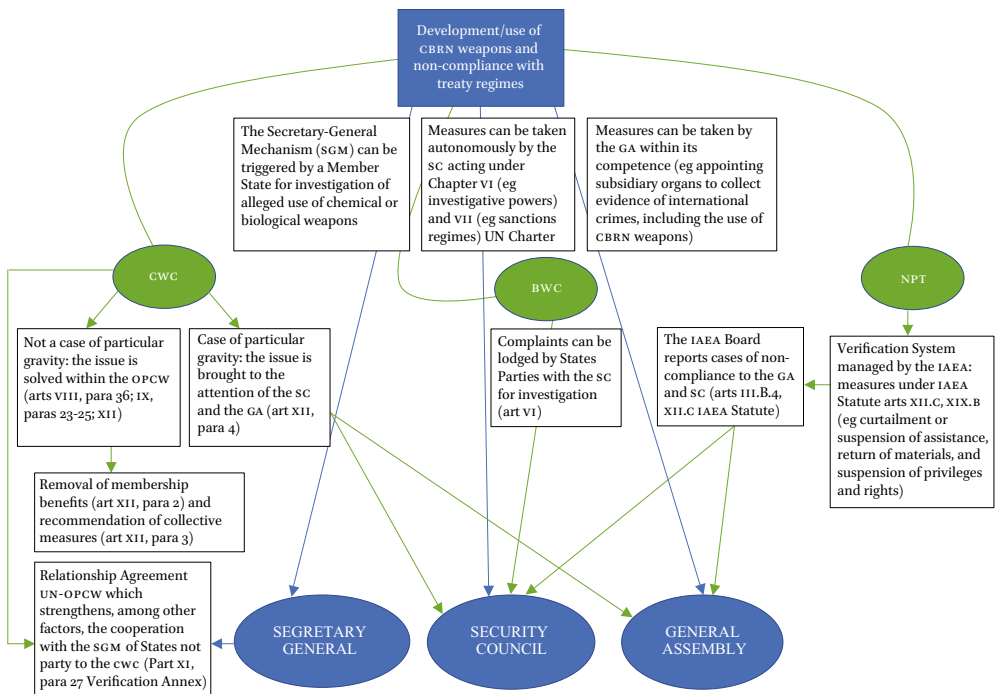 Development/use of
CBRN weapons and
non-compliance with
treaty regimes
The Secretary-General
Mechanism (SGM) can be
triggered by a Member
State for investigation of
alleged use of chemical or
biological weapons
Measures can be taken
autonomously by the
SC acting under
Chapter VI (eg
investigative powers)
and VII (eg sanctions
regimes) UN Charter
Measures can be taken by
the GA within its
competence (eg appointing
subsidiary organs to collect
evidence of international
crimes, including the use of
CBRN weapons)
CWC
BWC
NPT
Not a case of particular
gravity: the issue is
solved within the OPCW
(arts VIII, para 36; IX,
paras 23-25; XII)
Case of particular
gravity: the issue is
brought to the
attention of the SC
and the GA (art XII,
para 4)
Complaints can be
lodged by States
Parties with the SC
for investigation
(art VI)
The IAEA Board
reports cases of non-
compliance to the GA
and SC (arts III.B.4,
XII.C IAEA Statute)
Verification System
managed by the IAEA:
measures under IAEA
Statute arts XII.C, XIX.B
(eg curtailment or
suspension of assistance,
return of materials, and
suspension of privileges
and rights)
Removal of membership
benefits (art XII, para 2) and
recommendation of collective
measures (art XII, para 3)
Relationship Agreement
UN-OPCW which
strengthens, among other
factors, the cooperation
with the SGM of States not
party to the CWC (Part XI,
para 27 Verification Annex)
SEGRETARY
GENERAL
SECURITY
COUNCIL
GENERAL
ASSEMBLY